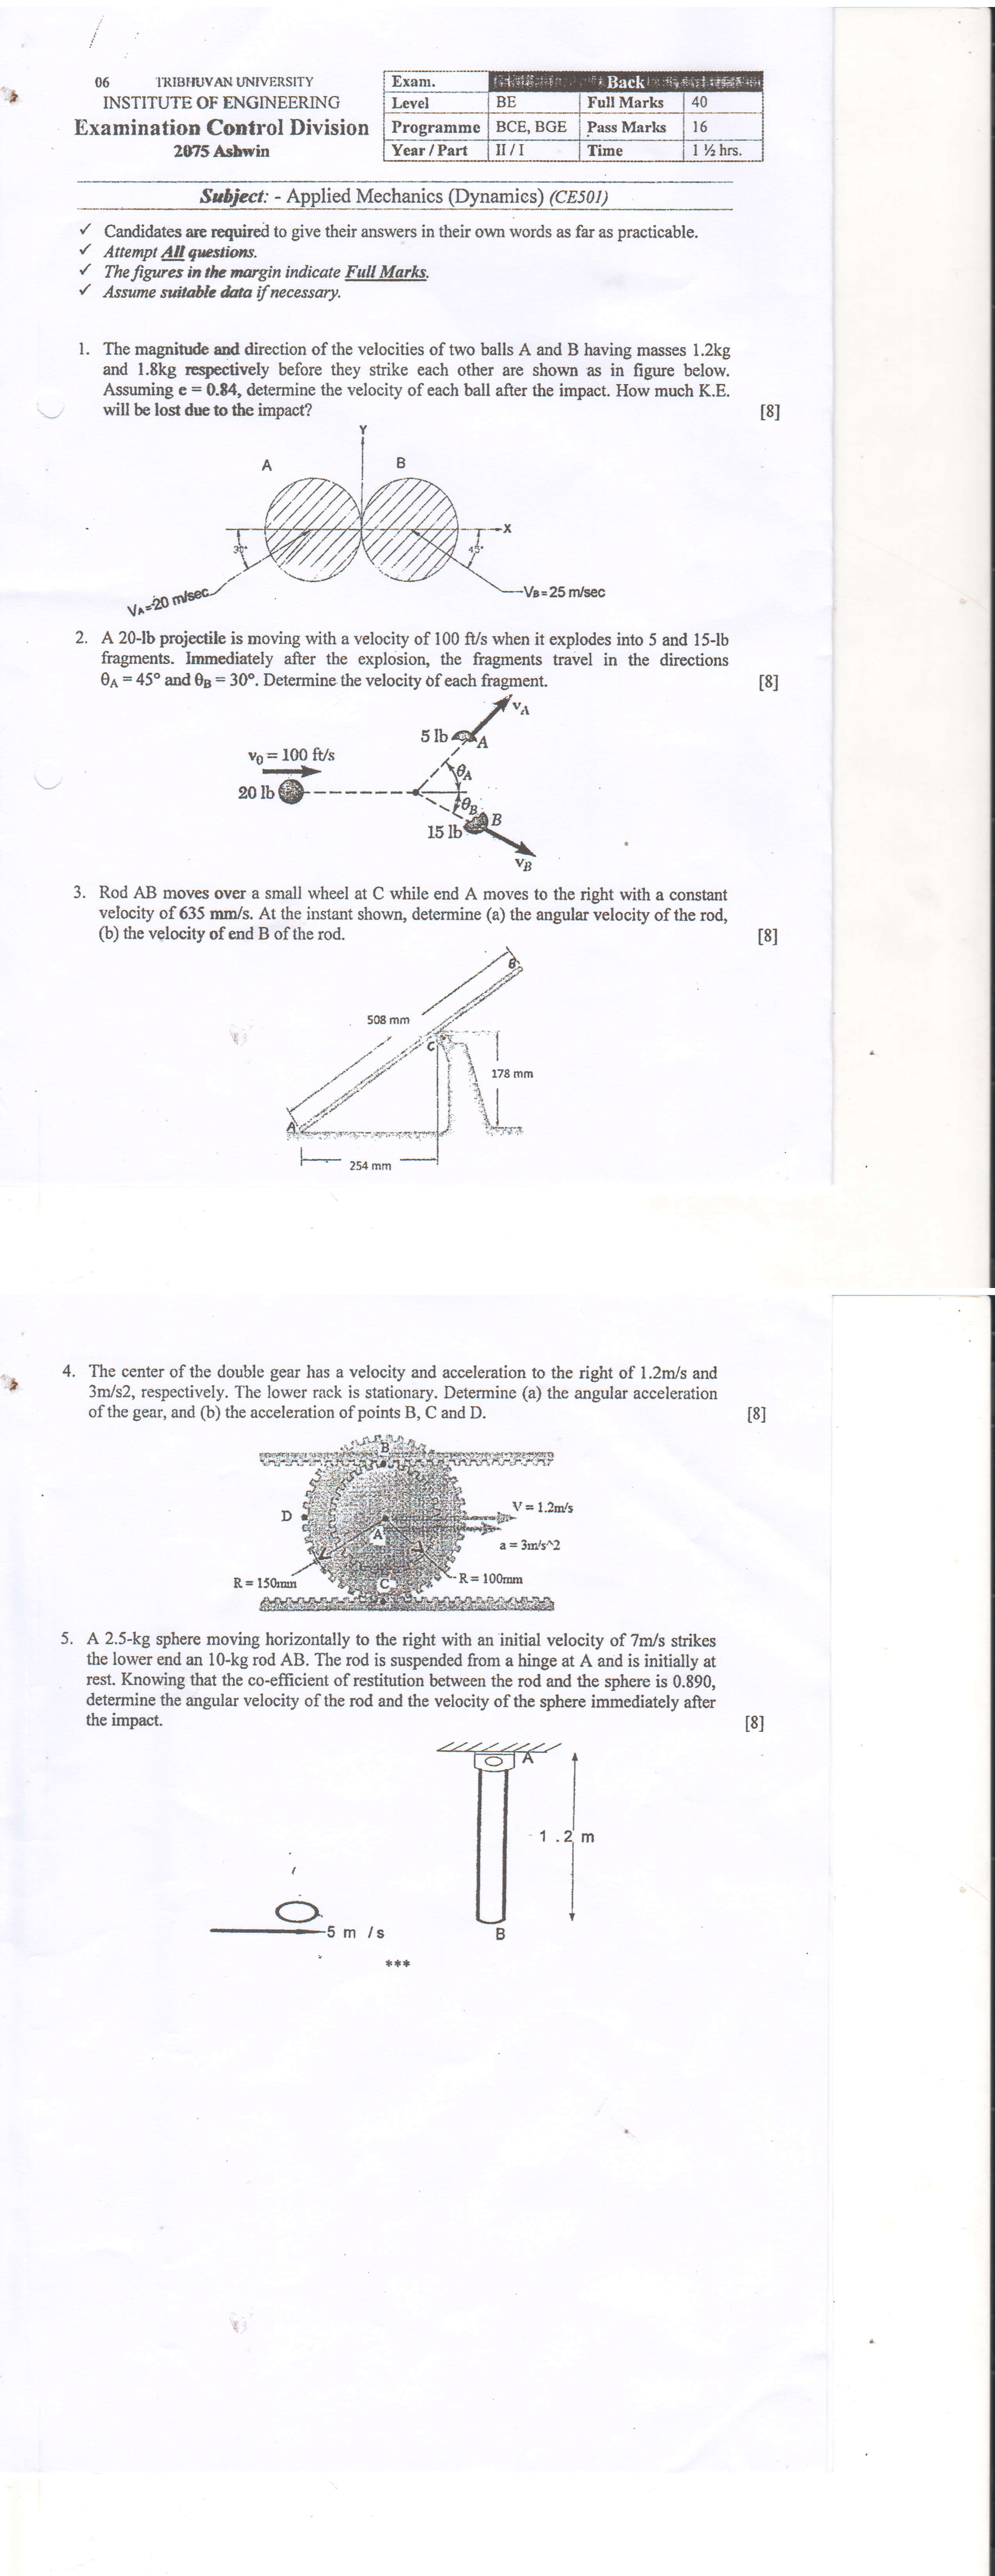 06 TRIBHUVAN UNIVERSITY
INSTITUTE OF ENGINEERING
Examination Control Division
2075 Ashwin
Exam. Back
Level BE Full Marks 40
Programme BCE, BGE Pass Marks 16
Year / Part II / I Time 1 ½ hrs.
Subject: - Applied Mechanics (Dynamics) (CE501)
✓ Candidates are required to give their answers in their own words as far as practicable.
✓ Attempt All questions.
✓ The figures in the margin indicate Full Marks.
✓ Assume suitable data if necessary.
1. The magnitude and direction of the velocities of two balls A and B having masses 1.2kg
and 1.8kg respectively before they strike each other are shown as in figure below.
Assuming e = 0.84, determine the velocity of each ball after the impact. How much K.E.
will be lost due to the impact? [8]
Y
A B
X
30° 45°
VA=20 m/sec VB=25 m/sec
2. A 20-lb projectile is moving with a velocity of 100 ft/s when it explodes into 5 and 15-lb
fragments. Immediately after the explosion, the fragments travel in the directions
θA = 45° and θB = 30°. Determine the velocity of each fragment. [8]
vA
5 lb A
v0 = 100 ft/s
θA
20 lb
θB B
15 lb
vB
3. Rod AB moves over a small wheel at C while end A moves to the right with a constant
velocity of 635 mm/s. At the instant shown, determine (a) the angular velocity of the rod,
(b) the velocity of end B of the rod. [8]
B
508 mm
C
178 mm
A
254 mm
4. The center of the double gear has a velocity and acceleration to the right of 1.2m/s and
3m/s2, respectively. The lower rack is stationary. Determine (a) the angular acceleration
of the gear, and (b) the acceleration of points B, C and D. [8]
B
V = 1.2m/s
D
A
a = 3m/s^2
R = 150mm C R = 100mm
5. A 2.5-kg sphere moving horizontally to the right with an initial velocity of 7m/s strikes
the lower end an 10-kg rod AB. The rod is suspended from a hinge at A and is initially at
rest. Knowing that the co-efficient of restitution between the rod and the sphere is 0.890,
determine the angular velocity of the rod and the velocity of the sphere immediately after
the impact. [8]
A
1.2 m
5 m /s
B
***